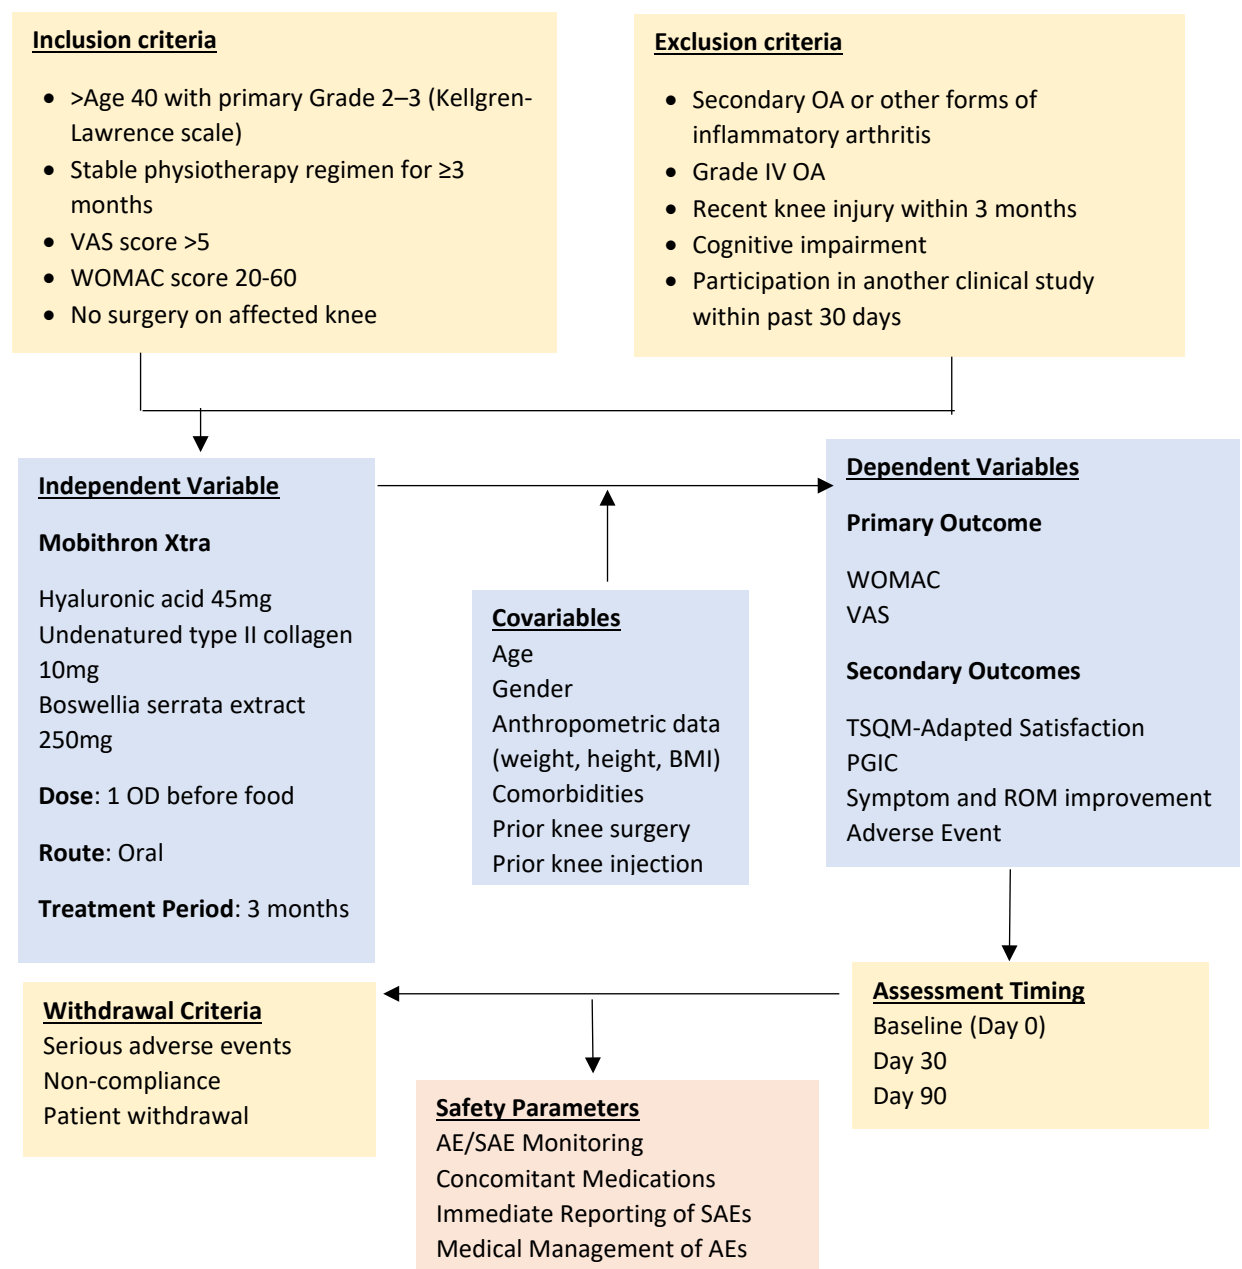 Inclusion criteria
• >Age 40 with primary Grade 2–3 (Kellgren-
Lawrence scale)
• Stable physiotherapy regimen for ≥3
months
• VAS score >5
• WOMAC score 20-60
• No surgery on affected knee
Exclusion criteria
• Secondary OA or other forms of
inflammatory arthritis
• Grade IV OA
• Recent knee injury within 3 months
• Cognitive impairment
• Participation in another clinical study
within past 30 days
Independent Variable
Mobithron Xtra
Hyaluronic acid 45mg
Undenatured type II collagen
10mg
Boswellia serrata extract
250mg
Dose: 1 OD before food
Route: Oral
Treatment Period: 3 months
Covariables
Age
Gender
Anthropometric data
(weight, height, BMI)
Comorbidities
Prior knee surgery
Prior knee injection
Dependent Variables
Primary Outcome
WOMAC
VAS
Secondary Outcomes
TSQM-Adapted Satisfaction
PGIC
Symptom and ROM improvement
Adverse Event
Assessment Timing
Baseline (Day 0)
Day 30
Day 90
Withdrawal Criteria
Serious adverse events
Non-compliance
Patient withdrawal
Safety Parameters
AE/SAE Monitoring
Concomitant Medications
Immediate Reporting of SAEs
Medical Management of AEs